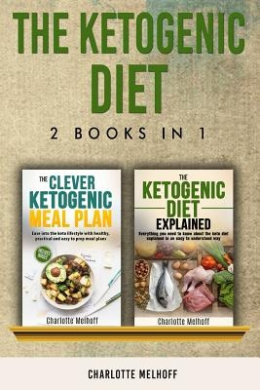 THE KETOGENIC
DIET
2 BOOKS IN 1
THE
CLEVER
KETOGENIC
MEAL PLAN
Ease into the keto lifestyle with healthy,
practical and easy to prep meal plans
Charlotte Melhoff
THE
KETOGENIC
DIET
EXPLAINED
Everything you need to know about the keto diet
explained in an easy to understand way
Charlotte Melhoff
CHARLOTTE MELHOFF